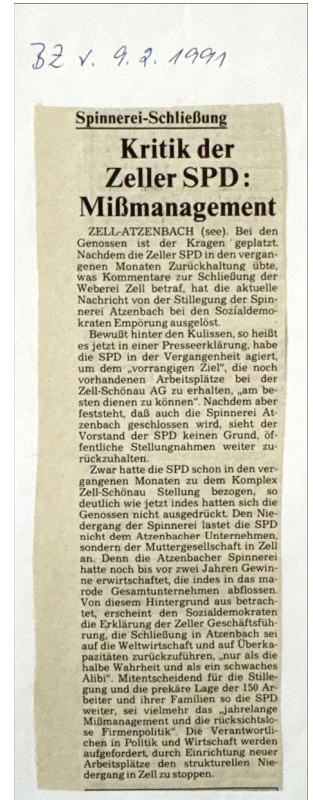 BZ v. 9.2.1991
Spinnerei-Schließung
Kritik der
Zeller SPD:
Mißmanagement
ZELL-ATZENBACH (see). Bei den
Genossen ist der Kragen geplatzt.
Nachdem die Zeller SPD in den vergan-
genen Monaten Zurückhaltung übte,
was Kommentare zur Schließung der
Weberei Zell betraf, hat die aktuelle
Nachricht von der Stillegung der Spin-
nerei Atzenbach bei den Sozialdemo-
kraten Empörung ausgelöst.
Bewußt hinter den Kulissen, so heißt
es jetzt in einer Presseerklärung, habe
die SPD in der Vergangenheit agiert,
um dem „vorrangigen Ziel“, die noch
vorhandenen Arbeitsplätze bei der
Zell-Schönau AG zu erhalten, „am be-
sten dienen zu können“. Nachdem aber
feststeht, daß auch die Spinnerei At-
zenbach geschlossen wird, sieht der
Vorstand der SPD keinen Grund, öf-
fentliche Stellungnahmen weiter zu-
rückzuhalten.
Zwar hatte die SPD schon in den ver-
gangenen Monaten zu dem Komplex
Zell-Schönau Stellung bezogen, so
deutlich wie jetzt indes hatten sich die
Genossen nicht ausgedrückt. Den Nie-
dergang der Spinnerei lastet die SPD
nicht dem Atzenbacher Unternehmen,
sondern der Muttergesellschaft in Zell
an. Denn die Atzenbacher Spinnerei
hatte noch bis vor zwei Jahren Gewin-
ne erwirtschaftet, die indes in das ma-
rode Gesamtunternehmen abflossen.
Von diesem Hintergrund aus betrach-
tet, erscheint den Sozialdemokraten
die Erklärung der Zeller Geschäftsfüh-
rung, die Schließung in Atzenbach sei
auf die Weltwirtschaft und auf Überka-
pazitäten zurückzuführen, „nur als die
halbe Wahrheit und als ein schwaches
Alibi“. Mitentscheidend für die Stille-
gung und die prekäre Lage der 150 Ar-
beiter und ihrer Familien so die SPD
weiter, sei vielmehr das „jahrelange
Mißmanagement und die rücksichtslo-
se Firmenpolitik“. Die Verantwortli-
chen in Politik und Wirtschaft werden
aufgefordert, durch Einrichtung neuer
Arbeitsplätze den strukturellen Nie-
dergang in Zell zu stoppen.